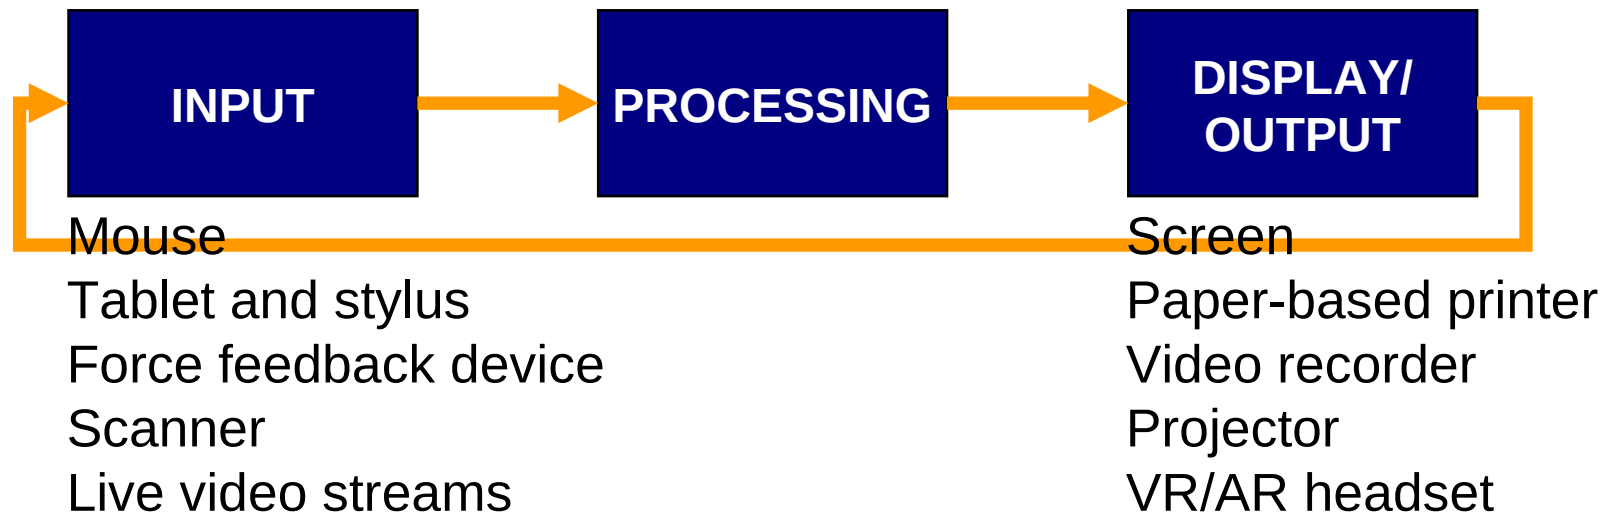 INPUT
PROCESSING
DISPLAY/
OUTPUT
Mouse
Tablet and stylus
Force feedback device
Scanner
Live video streams
Screen
Paper-based printer
Video recorder
Projector
VR/AR headset